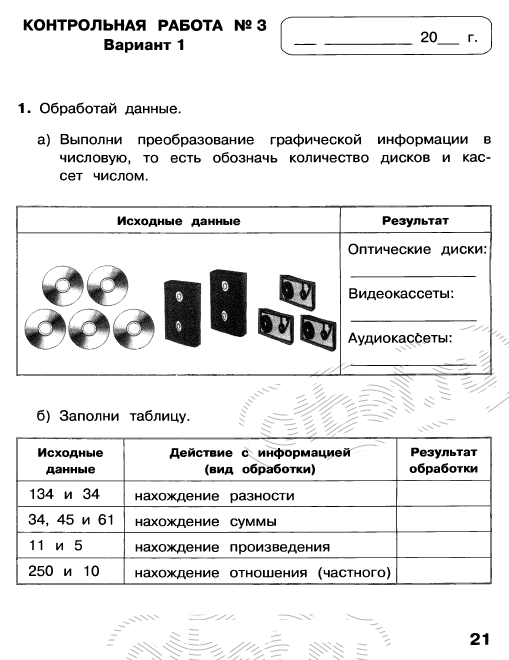 КОНТРОЛЬНАЯ РАБОТА № 3
Вариант 1
20 г.
1. Обработай данные.
а) Выполни преобразование графической информации в
числовую, то есть обозначь количество дисков и кас-
сет числом.
Исходные данные
Результат
Оптические диски:
Видеокассеты:
Аудиокассеты:
б) Заполни таблицу.
Исходные данные
Действие с информацией (вид обработки)
Результат обработки
134 и 34 нахождение разности
34, 45 и 61 нахождение суммы
11 и 5 нахождение произведения
250 и 10 нахождение отношения (частного)
21